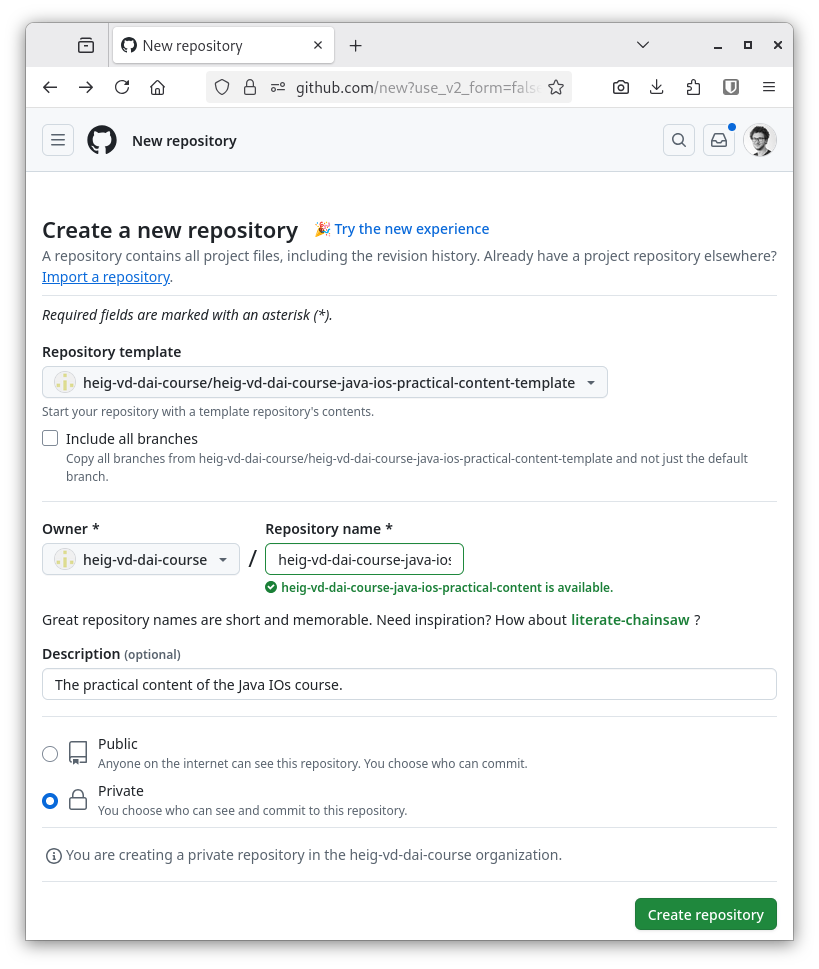 New repository
github.com/new?use_v2_form=fals
New repository
Create a new repository 🎉 Try the new experience
A repository contains all project files, including the revision history. Already have a project repository elsewhere?
Import a repository.
Required fields are marked with an asterisk (*).
Repository template
heig-vd-dai-course/heig-vd-dai-course-java-ios-practical-content-template
Start your repository with a template repository's contents.
Include all branches
Copy all branches from heig-vd-dai-course/heig-vd-dai-course-java-ios-practical-content-template and not just the default
branch.
Owner * Repository name *
heig-vd-dai-course / heig-vd-dai-course-java-ios
heig-vd-dai-course-java-ios-practical-content is available.
Great repository names are short and memorable. Need inspiration? How about literate-chainsaw ?
Description (optional)
The practical content of the Java IOs course.
Public
Anyone on the internet can see this repository. You choose who can commit.
Private
You choose who can see and commit to this repository.
You are creating a private repository in the heig-vd-dai-course organization.
Create repository